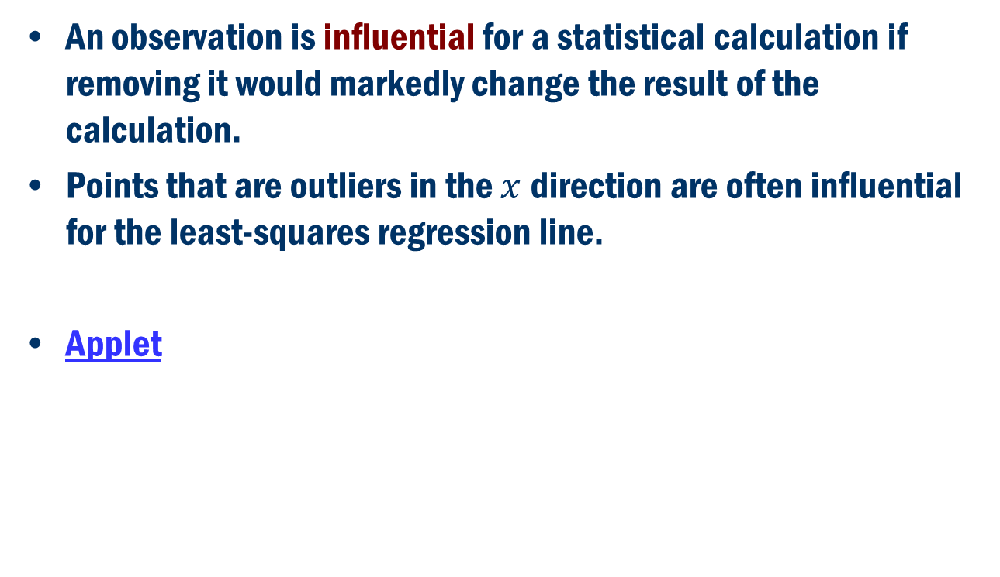 • An observation is influential for a statistical calculation if
removing it would markedly change the result of the
calculation.
• Points that are outliers in the x direction are often influential
for the least-squares regression line.
• Applet